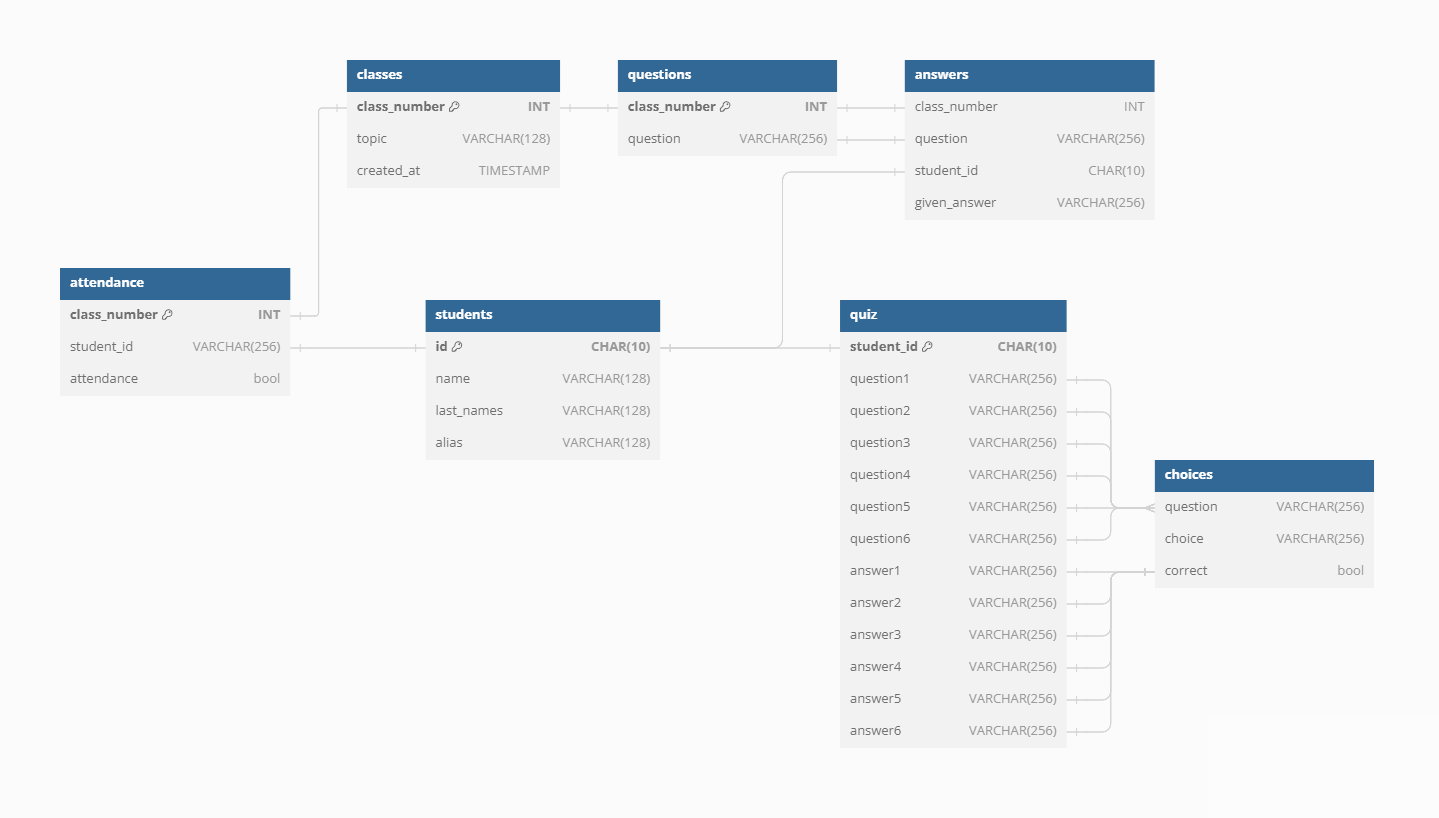 classes
class_number INT
topic VARCHAR(128)
created_at TIMESTAMP
questions
class_number INT
question VARCHAR(256)
answers
class_number INT
question VARCHAR(256)
student_id CHAR(10)
given_answer VARCHAR(256)
attendance
class_number INT
student_id VARCHAR(256)
attendance bool
students
id CHAR(10)
name VARCHAR(128)
last_names VARCHAR(128)
alias VARCHAR(128)
quiz
student_id CHAR(10)
question1 VARCHAR(256)
question2 VARCHAR(256)
question3 VARCHAR(256)
question4 VARCHAR(256)
question5 VARCHAR(256)
question6 VARCHAR(256)
answer1 VARCHAR(256)
answer2 VARCHAR(256)
answer3 VARCHAR(256)
answer4 VARCHAR(256)
answer5 VARCHAR(256)
answer6 VARCHAR(256)
choices
question VARCHAR(256)
choice VARCHAR(256)
correct bool